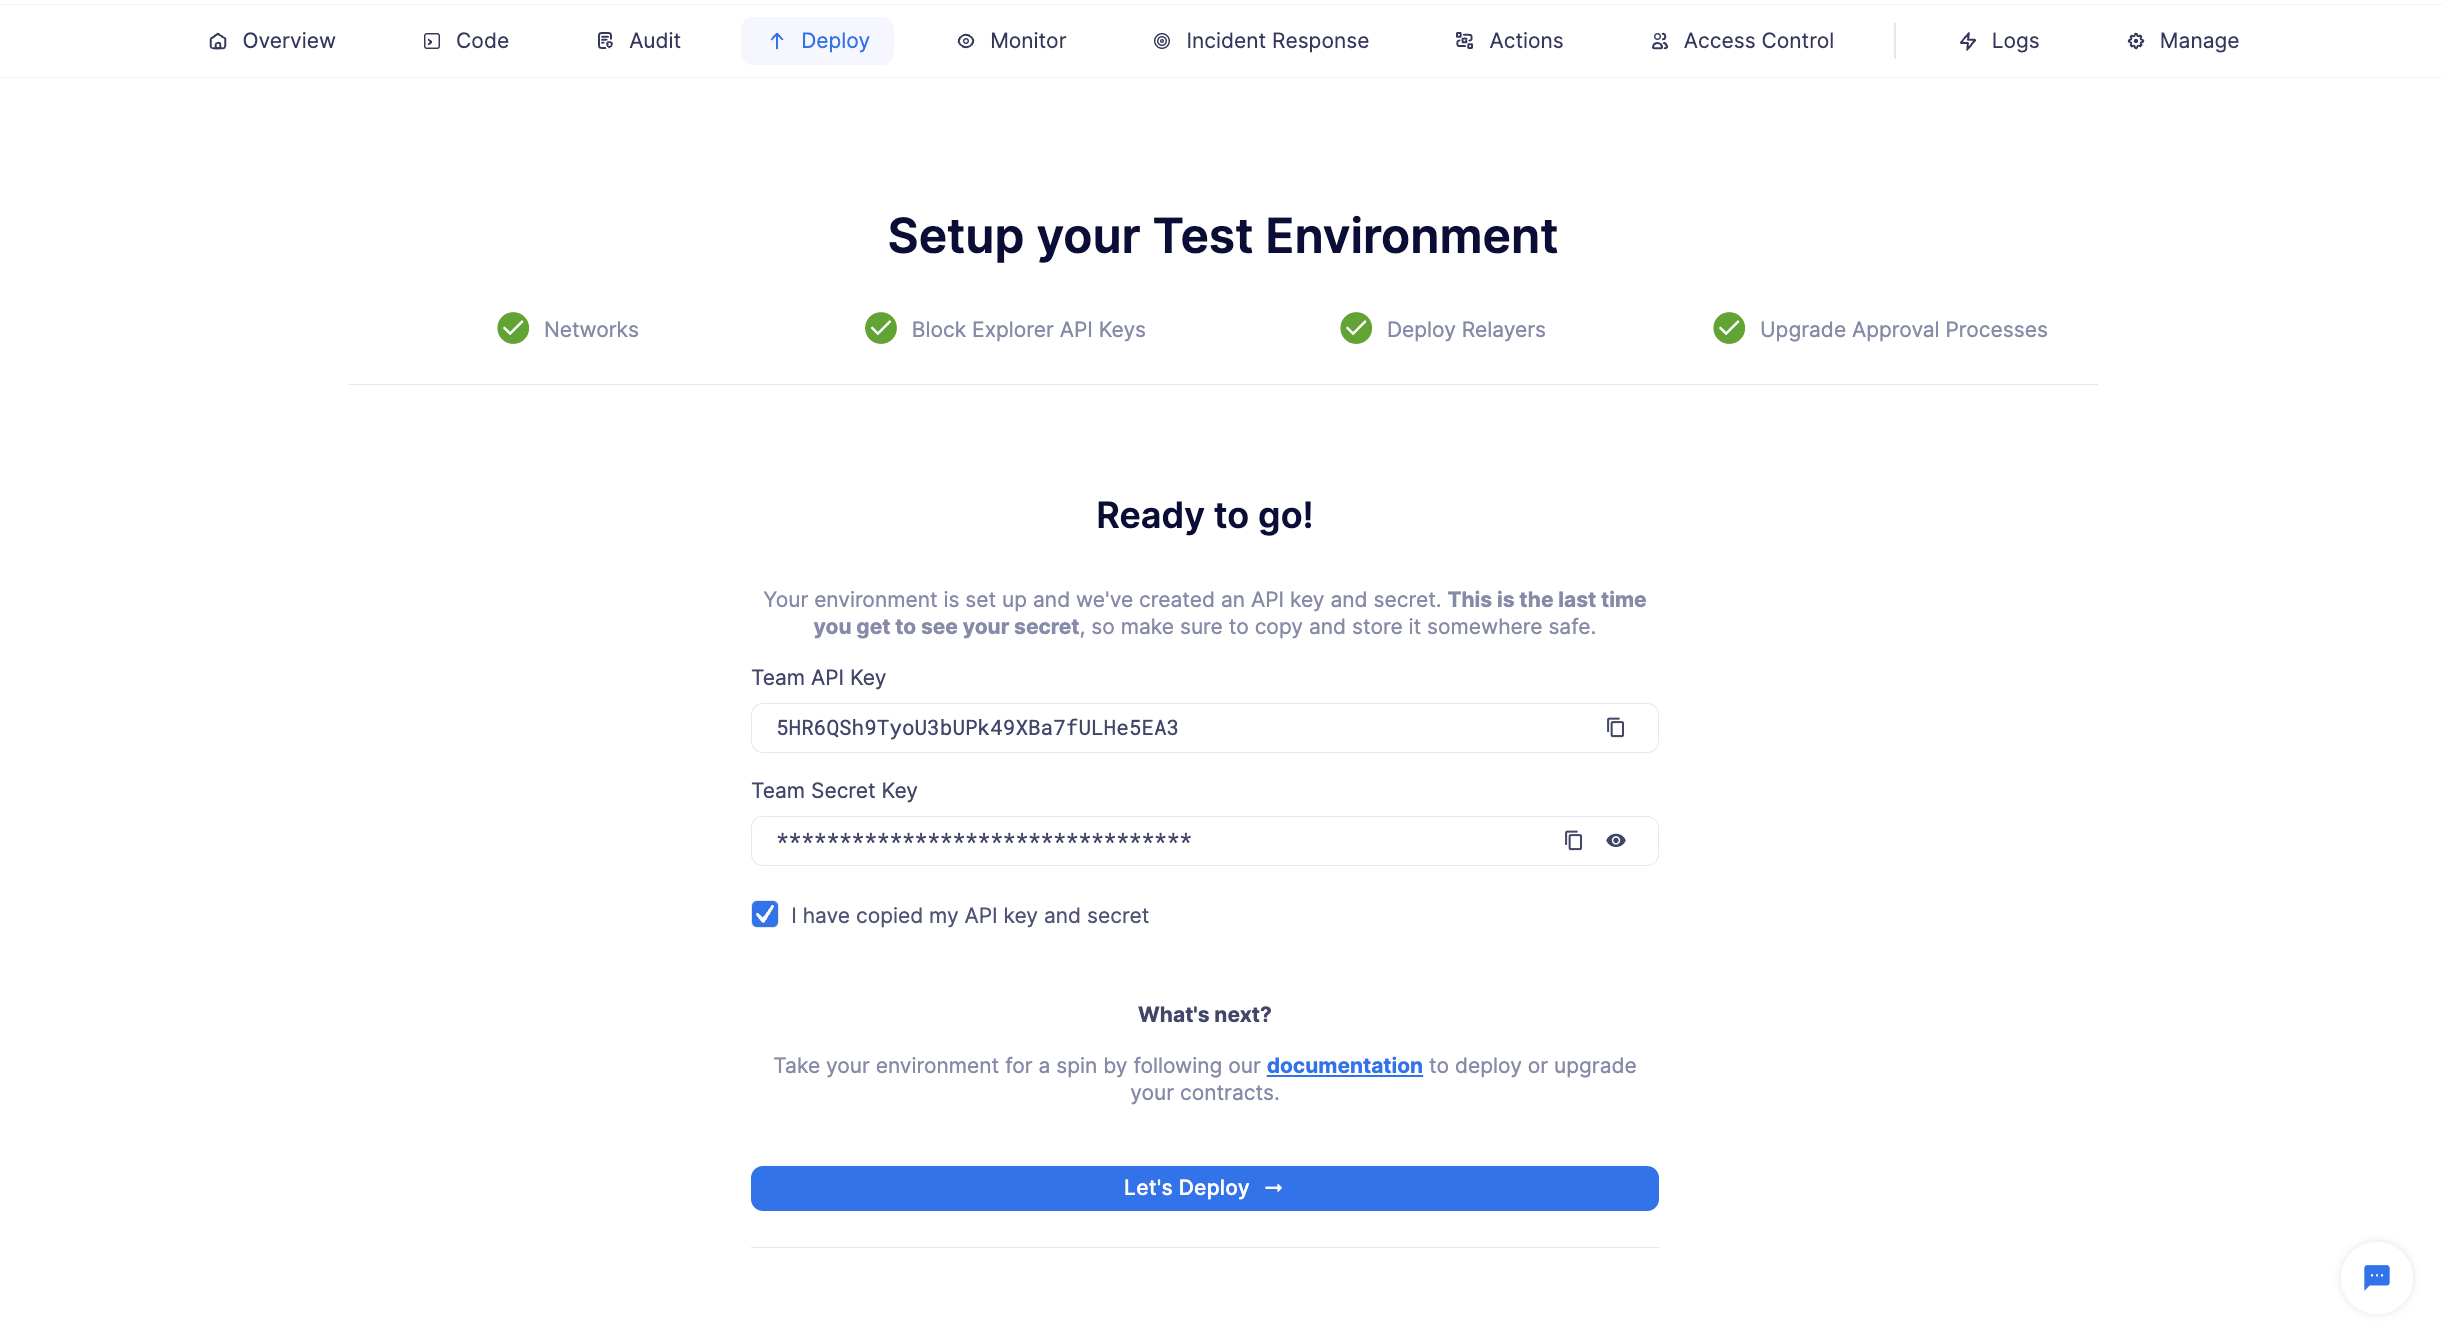 Overview Code Audit Deploy Monitor Incident Response Actions Access Control Logs Manage
Setup your Test Environment
Networks Block Explorer API Keys Deploy Relayers Upgrade Approval Processes
Ready to go!
Your environment is set up and we've created an API key and secret. This is the last time
you get to see your secret, so make sure to copy and store it somewhere safe.
Team API Key
5HR6QSh9TyoU3bUPk49XBa7fULHe5EA3
Team Secret Key
*********************************
I have copied my API key and secret
What's next?
Take your environment for a spin by following our documentation to deploy or upgrade
your contracts.
Let's Deploy →